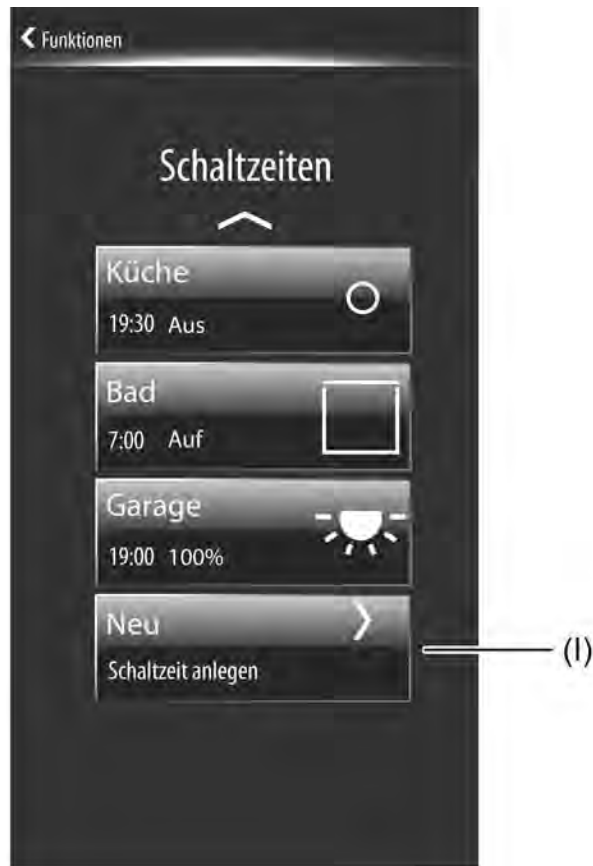 Funktionen
Schaltzeiten
Küche
19:30 Aus
Bad
7:00 Auf
Garage
19:00 100%
Neu
Schaltzeit anlegen
(I)